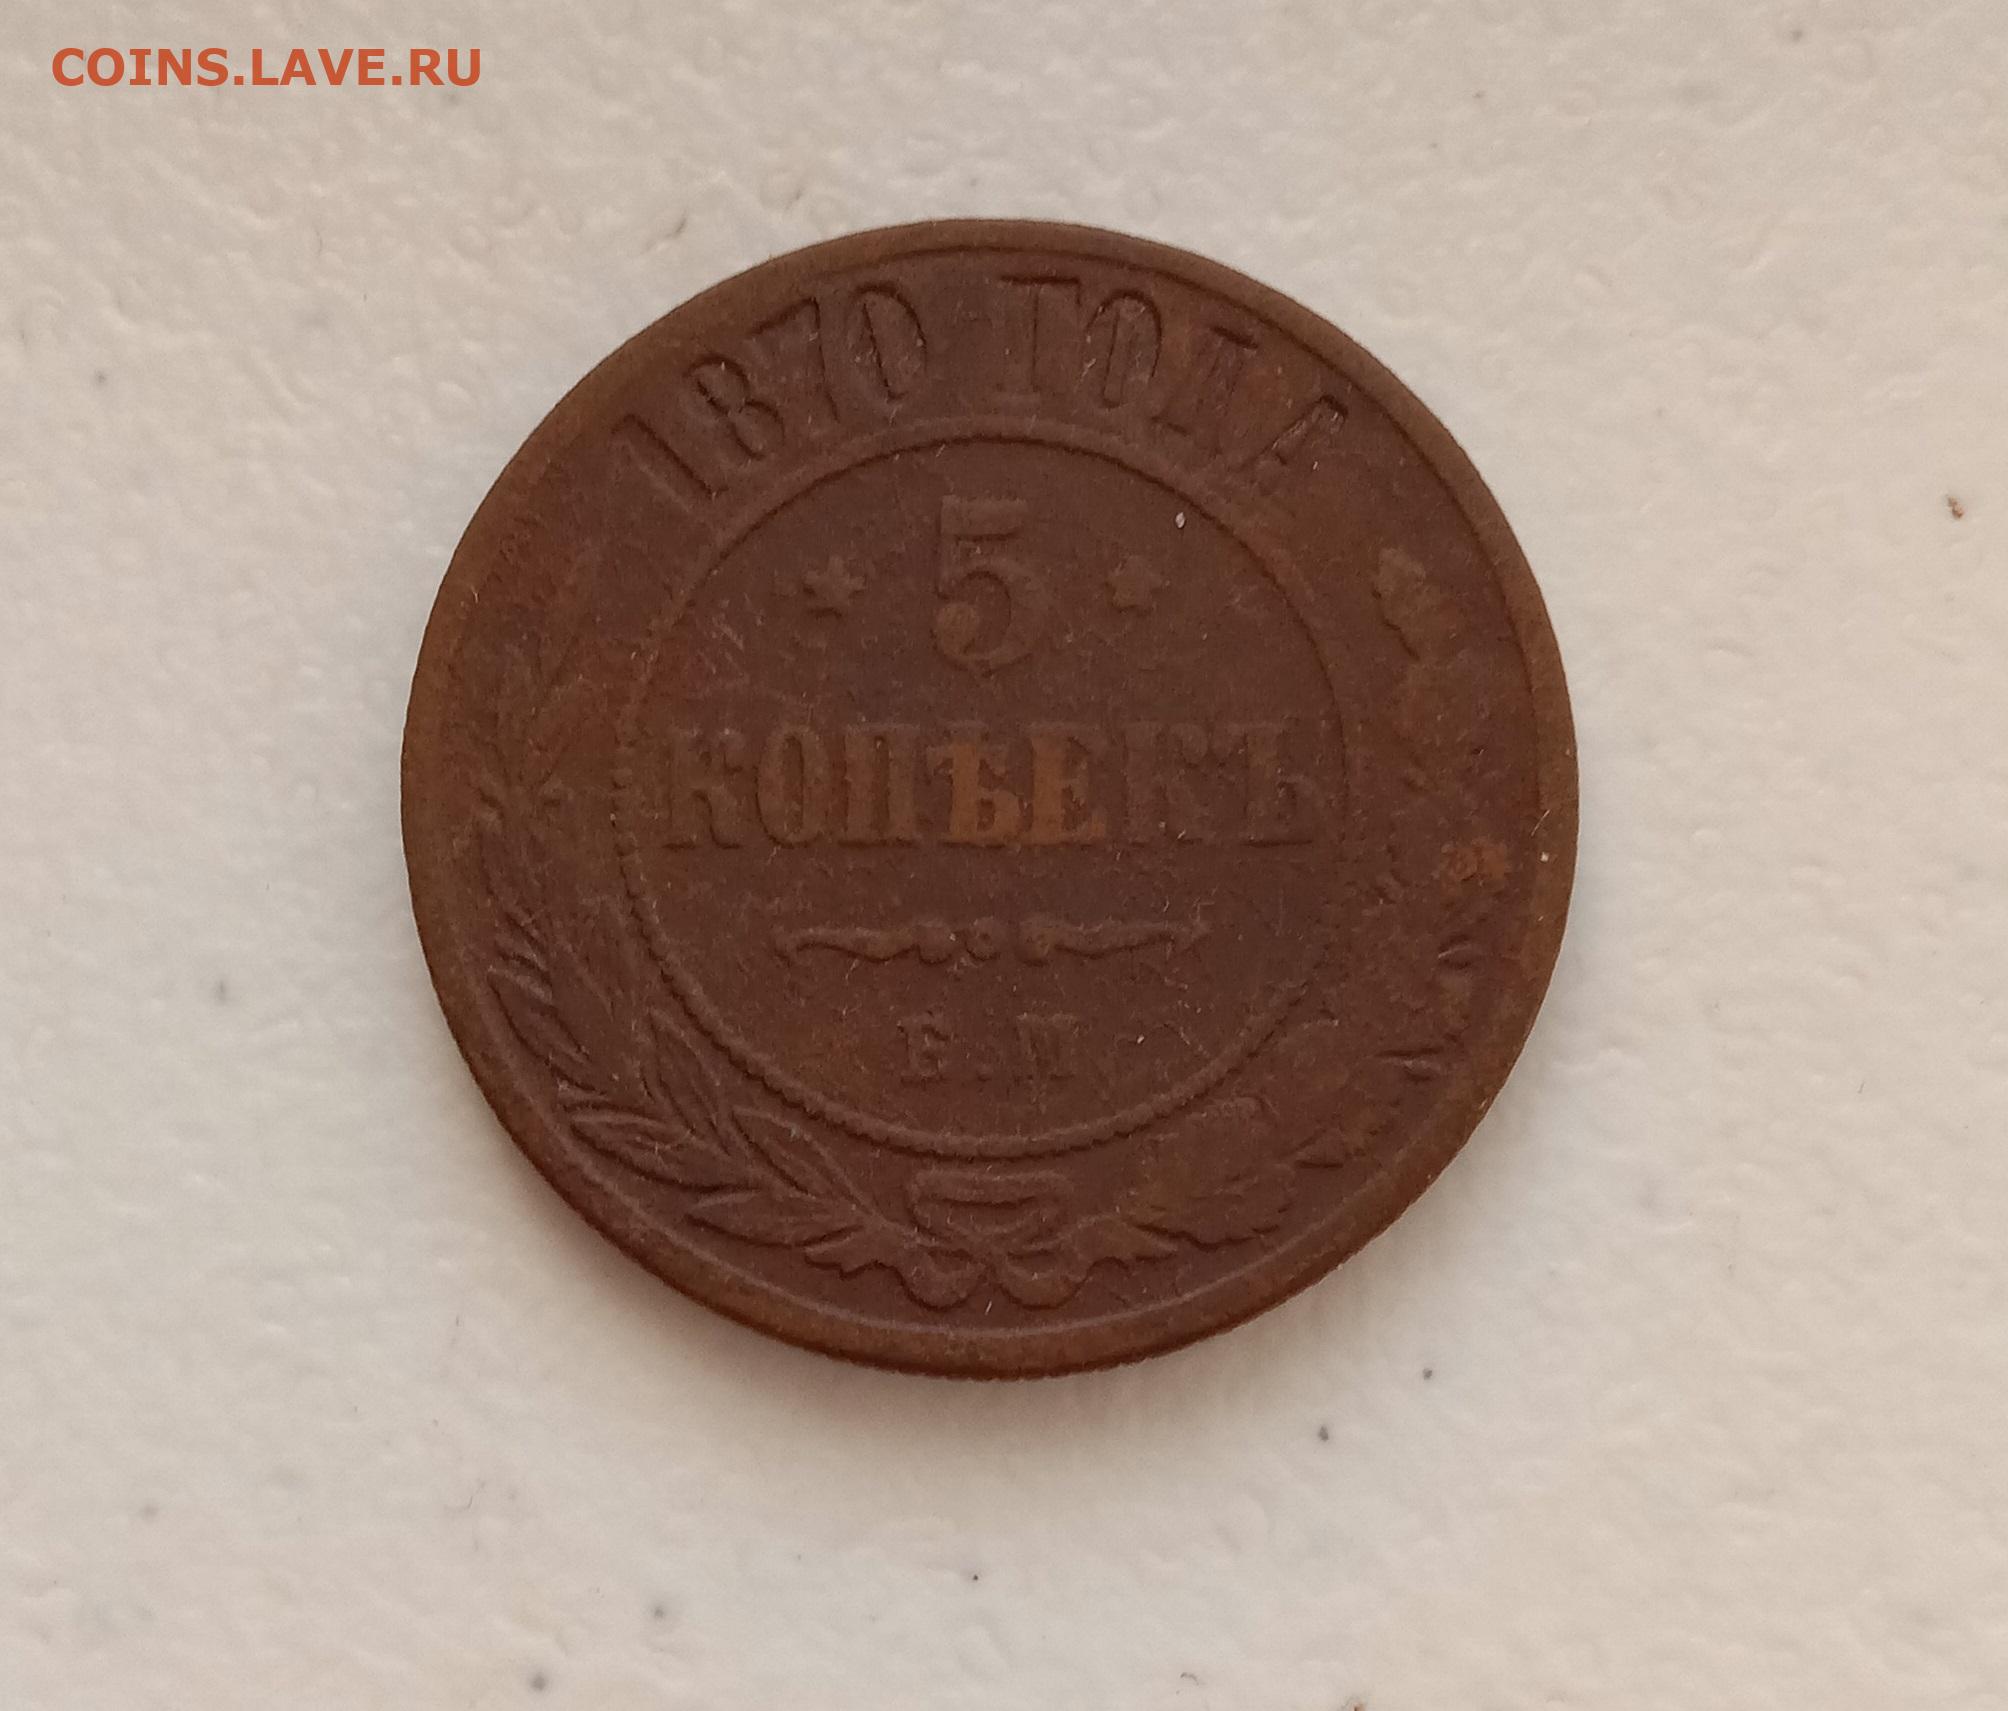 COINS.LAVE.RU
1870 ГОДА
5
КОПѢЕКЪ
Е.М